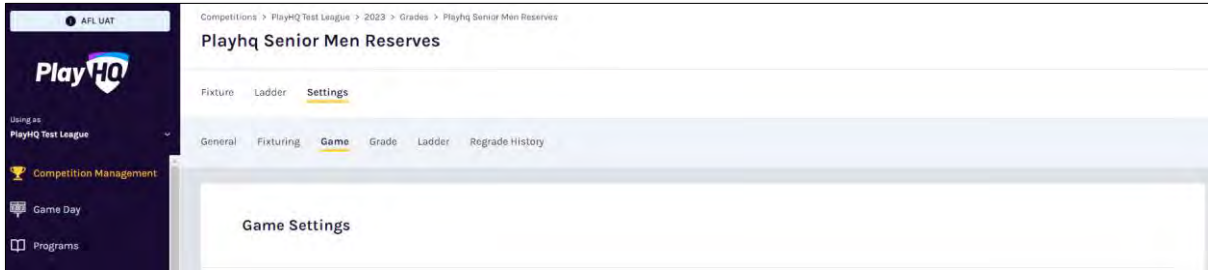 AFL UAT
PlayHQ
Using as
PlayHQ Test League
Competition Management
Game Day
Programs
Competitions > PlayHQ Test League > 2023 > Grades > Playhq Senior Men Reserves
Playhq Senior Men Reserves
Fixture Ladder Settings
General Fixturing Game Grade Ladder Regrade History
Game Settings